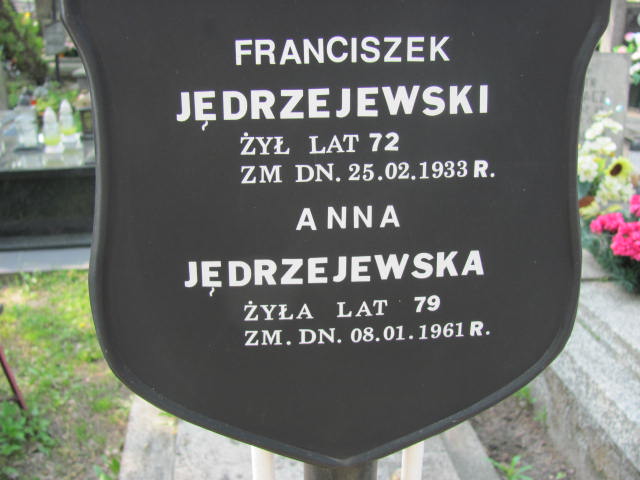 FRANCISZEK
JĘDRZEJEWSKI
ŻYŁ LAT 72
ZM DN. 25.02.1933 R.
ANNA
JĘDRZEJEWSKA
ŻYŁA LAT 79
ZM. DN. 08.01.1961 R.